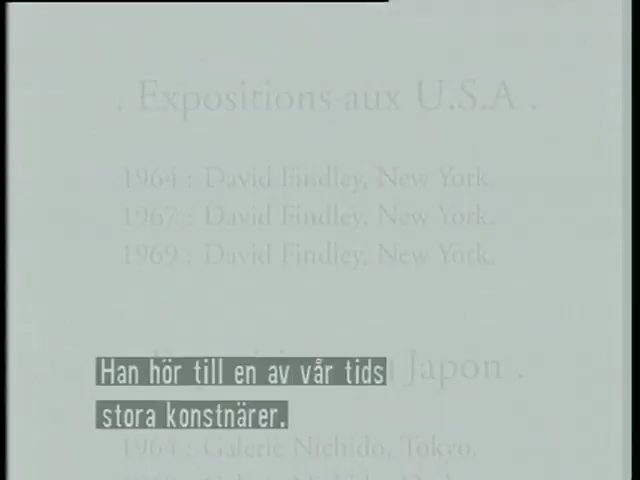 . Expositions aux U.S.A .
1964 : David Findley, New York.
1967 : David Findley, New York.
1969 : David Findley, New York.
Japon .
Han hör till en av vår tids
stora konstnärer.
1964 : Galerie Nichido, Tokyo.